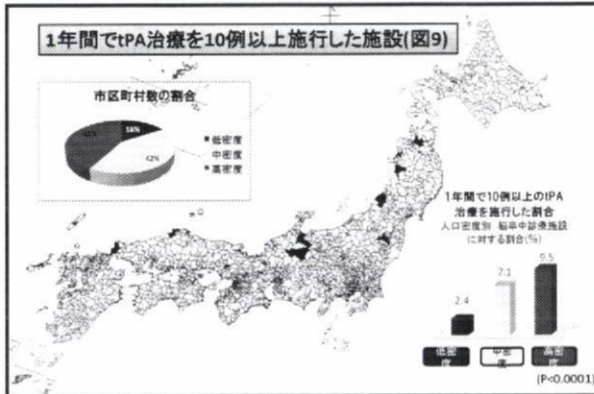 1年間でtPA治療を10例以上施行した施設(図9)
市区町村数の割合
16%
42%
低密度
中密度
高密度
1年間で10例以上のtPA
治療を施行した割合
人口密度別 脳卒中診療施設
に対する割合(%)
2.4
7.1
9.5
低密
度
中密
度
高密
度
(P<0.0001)